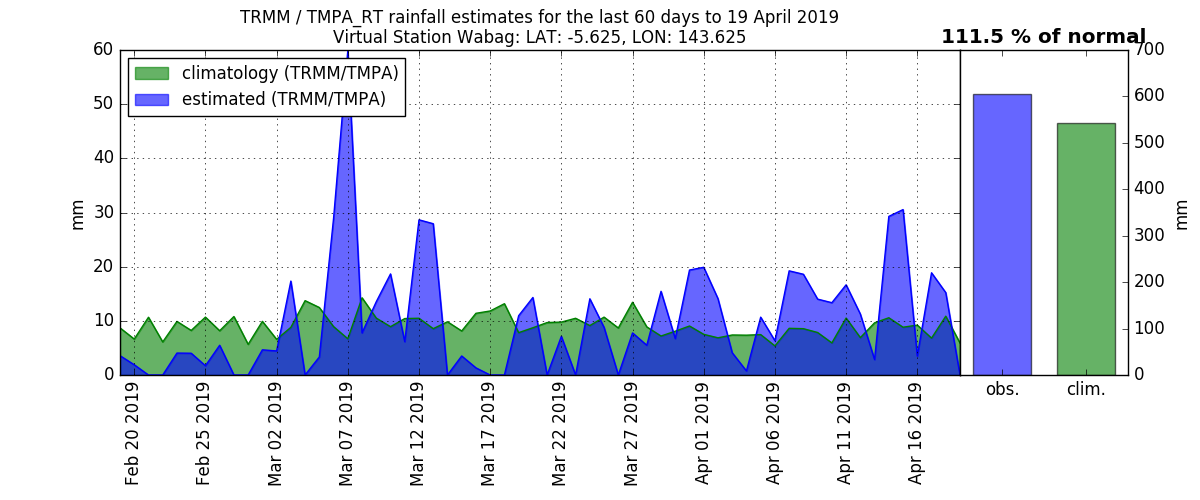 TRMM / TMPA_RT rainfall estimates for the last 60 days to 19 April 2019
Virtual Station Wabag: LAT: -5.625, LON: 143.625
111.5 % of normal
climatology (TRMM/TMPA)
estimated (TRMM/TMPA)
60
50
40
30
20
10
0
mm
Feb 20 2019
Feb 25 2019
Mar 02 2019
Mar 07 2019
Mar 12 2019
Mar 17 2019
Mar 22 2019
Mar 27 2019
Apr 01 2019
Apr 06 2019
Apr 11 2019
Apr 16 2019
obs.
clim.
700
600
500
400
300
200
100
0
mm